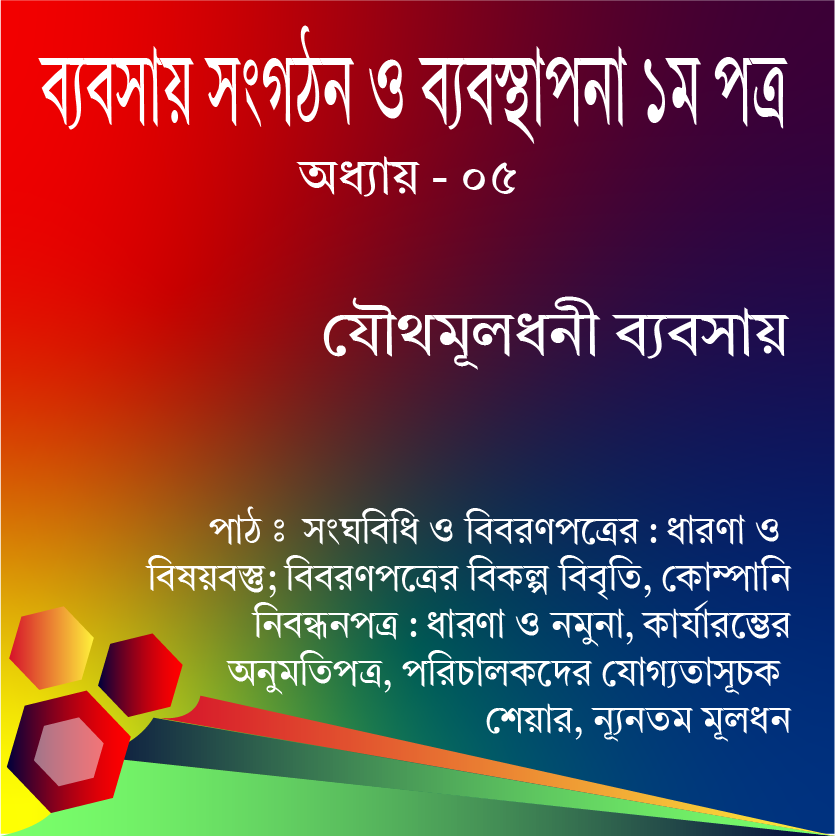 ব্যবসায় সংগঠন ও ব্যবস্থাপনা ১ম পত্র
অধ্যায় - ০৫
যৌথমূলধনী ব্যবসায়
পাঠ ঃ সংঘবিধি ও বিবরণপত্রের : ধারণা ও
বিষয়বস্তু; বিবরণপত্রের বিকল্প বিবৃতি, কোম্পানি
নিবন্ধনপত্র : ধারণা ও নমুনা, কার্যারম্ভের
অনুমতিপত্র, পরিচালকদের যোগ্যতাসূচক
শেয়ার, ন্যূনতম মূলধন